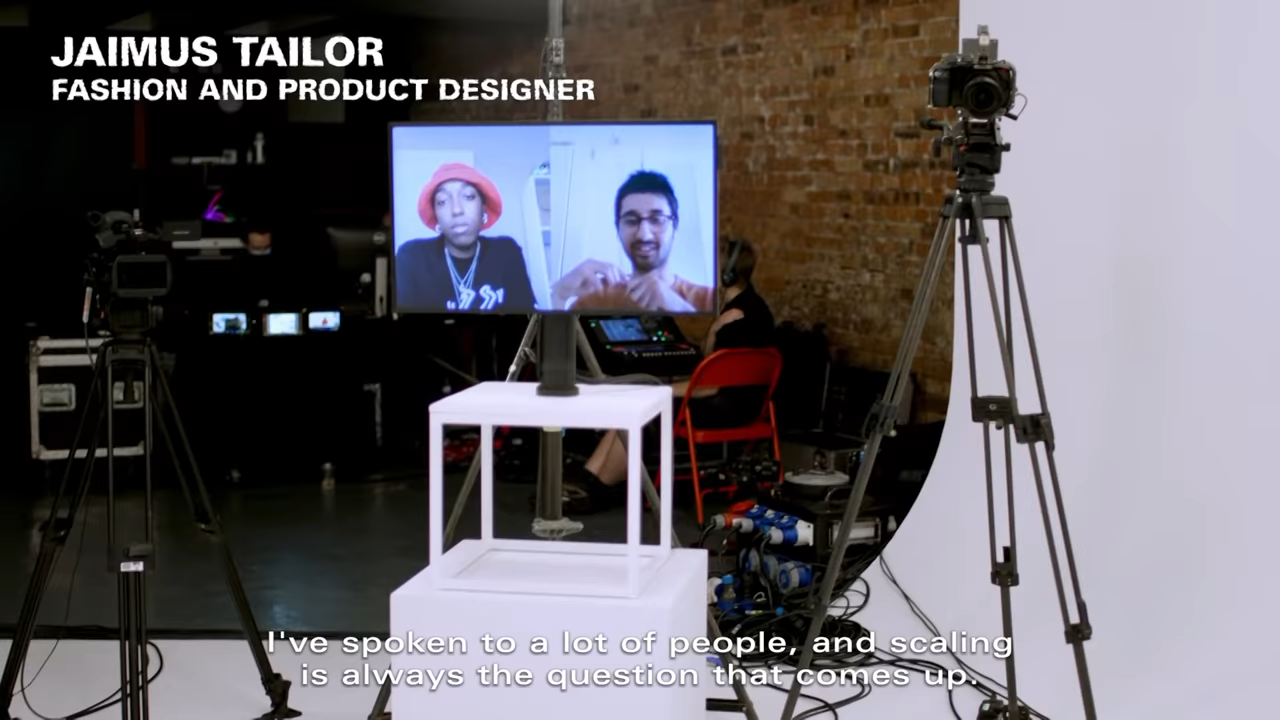 JAIMUS TAILOR
FASHION AND PRODUCT DESIGNER
I've spoken to a lot of people, and scaling
is always the question that comes up.